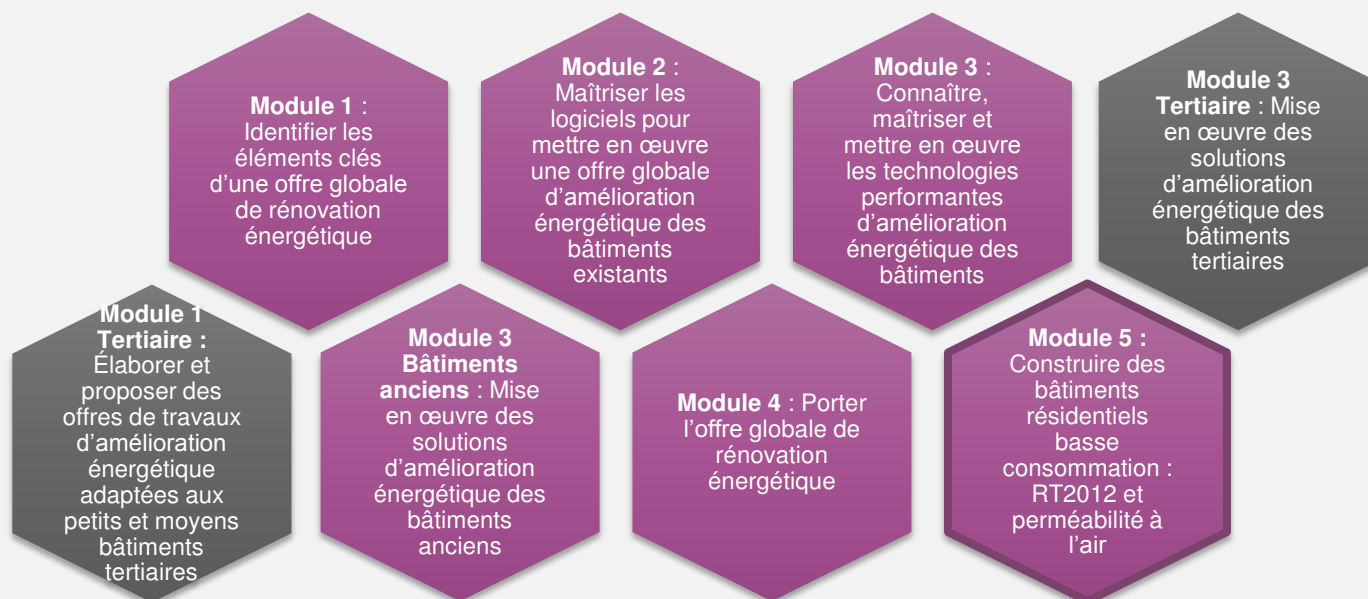 Module 1 :
Identifier les
éléments clés
d’une offre globale
de rénovation
énergétique
Module 2 :
Maîtriser les
logiciels pour
mettre en œuvre
une offre globale
d’amélioration
énergétique des
bâtiments
existants
Module 3 :
Connaître,
maîtriser et
mettre en œuvre
les technologies
performantes
d’amélioration
énergétique des
bâtiments
Module 3
Tertiaire : Mise
en œuvre des
solutions
d’amélioration
énergétique des
bâtiments
tertiaires
Module 1
Tertiaire :
Élaborer et
proposer des
offres de travaux
d’amélioration
énergétique
adaptées aux
petits et moyens
bâtiments
tertiaires
Module 3
Bâtiments
anciens : Mise
en œuvre des
solutions
d’amélioration
énergétique des
bâtiments
anciens
Module 4 : Porter
l’offre globale de
rénovation
énergétique
Module 5 :
Construire des
bâtiments
résidentiels
basse
consommation :
RT2012 et
perméabilité à
l’air